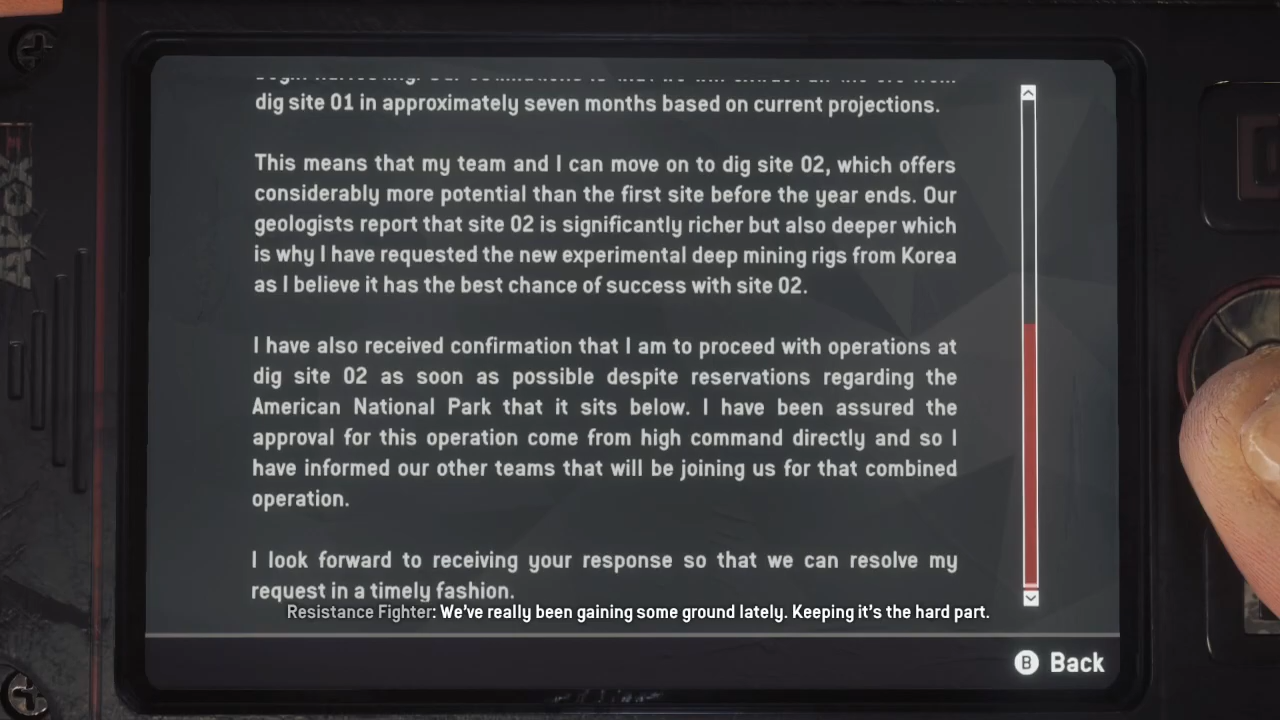 dig site 01 in approximately seven months based on current projections.
This means that my team and I can move on to dig site 02, which offers
considerably more potential than the first site before the year ends. Our
geologists report that site 02 is significantly richer but also deeper which
is why I have requested the new experimental deep mining rigs from Korea
as I believe it has the best chance of success with site 02.
I have also received confirmation that I am to proceed with operations at
dig site 02 as soon as possible despite reservations regarding the
American National Park that it sits below. I have been assured the
approval for this operation come from high command directly and so I
have informed our other teams that will be joining us for that combined
operation.
I look forward to receiving your response so that we can resolve my
request in a timely fashion.
Resistance Fighter: We've really been gaining some ground lately. Keeping it's the hard part.
B Back